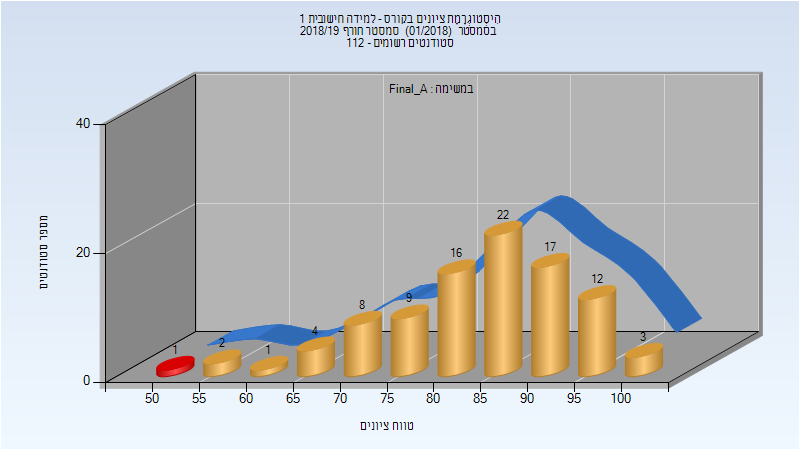 היסטוגרמת ציונים בקורס - למידה חישובית 1
בסמסטר (01/2018) סמסטר חורף 2018/19
סטודנטים רשומים - 112
במשימה : Final_A
מספר סטודנטים
40
20
0
1
2
1
4
8
9
16
22
17
12
3
50 55 60 65 70 75 80 85 90 95 100
טווח ציונים